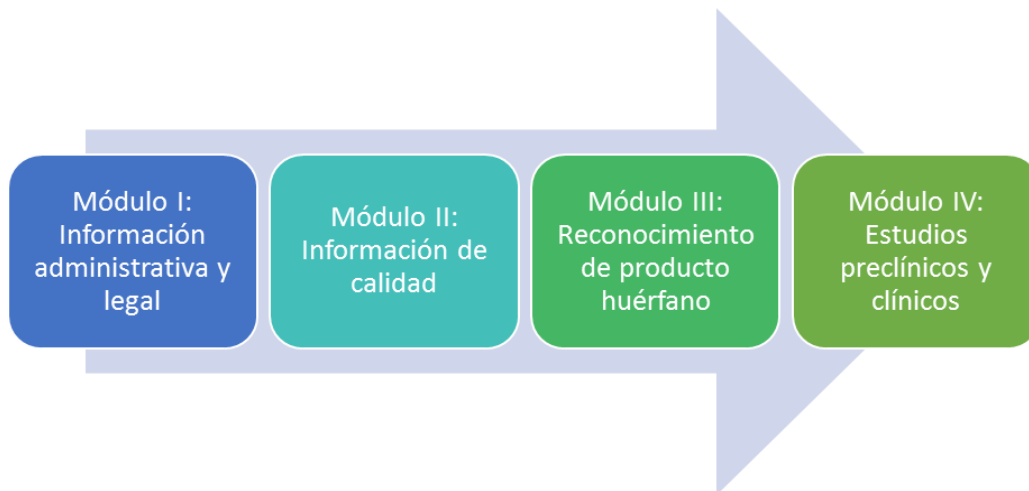 Módulo I:
Información
administrativa y
legal
Módulo II:
Información de
calidad
Módulo III:
Reconocimiento
de producto
huérfano
Módulo IV:
Estudios
preclínicos y
clínicos